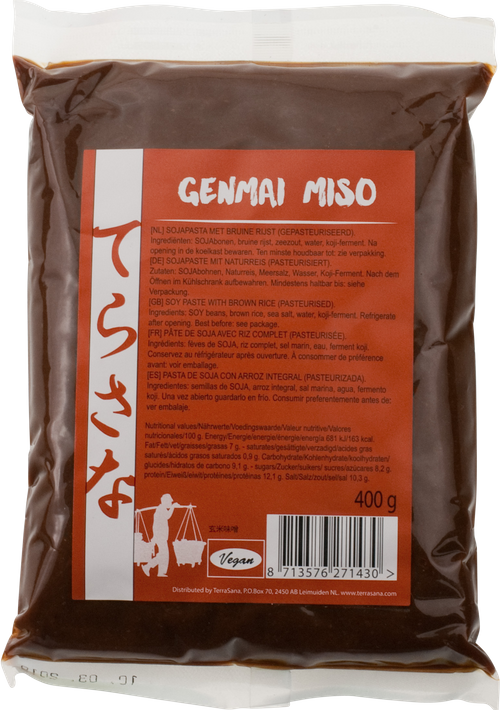 GENMAI MISO
てらさな
[NL] SOJAPASTA MET BRUINE RIJST (GEPASTEURISEERD).
Ingrediënten: SOJAbonen, bruine rijst, zeezout, water, koji-ferment. Na
opening in de koelkast bewaren. Ten minste houdbaar tot: zie verpakking.
[DE] SOJAPASTE MIT NATURREIS (PASTEURISIERT).
Zutaten: SOJAbohnen, Naturreis, Meersalz, Wasser, Koji-Ferment. Nach dem
Öffnen im Kühlschrank aufbewahren. Mindestens haltbar bis: siehe
Verpackung.
[GB] SOY PASTE WITH BROWN RICE (PASTEURISED).
Ingredients: SOY beans, brown rice, sea salt, water, koji-ferment. Refrigerate
after opening. Best before: see package.
[FR] PÂTE DE SOJA AVEC RIZ COMPLET (PASTEURISÉE).
Ingrédients: fèves de SOJA, riz complet, sel marin, eau, ferment koji.
Conservez au réfrigérateur après ouverture. À consommer de préférence
avant: voir emballage.
[ES] PASTA DE SOJA CON ARROZ INTEGRAL (PASTEURIZADA).
Ingredientes: semillas de SOJA, arroz integral, sal marina, agua, fermento
koji. Una vez abierto guardarlo en frío. Consumir preferentemente antes de:
ver embalaje.
Nutritional values/Nährwerte/Voedingswaarde/Valeur nutritive/Valores
nutricionales/100 g. Energy/Energie/energie/énergie/energía 681 kJ/163 kcal.
Fat/Fett/vet/graisses/grasas 7 g. - saturates/gesättigte/verzadigd/acides gras
saturés/ácidos grasos saturados 0,9 g. Carbohydrate/Kohlenhydrate/koolhydraten/
glucides/hidratos de carbono 9,1 g. - sugars/Zucker/suikers/ sucres/azúcares 6,2 g.
protein/Eiweiß/eiwit/protéines/proteínas 12,1 g. Salt/Salz/zout/sel/sal 10,3 g.
400 g
玄米味噌
Vegan
8 713576 271430 >
Distributed by TerraSana, P.O.Box 70, 2450 AB Leimuiden NL. www.terrasana.com
10. 03. 2018